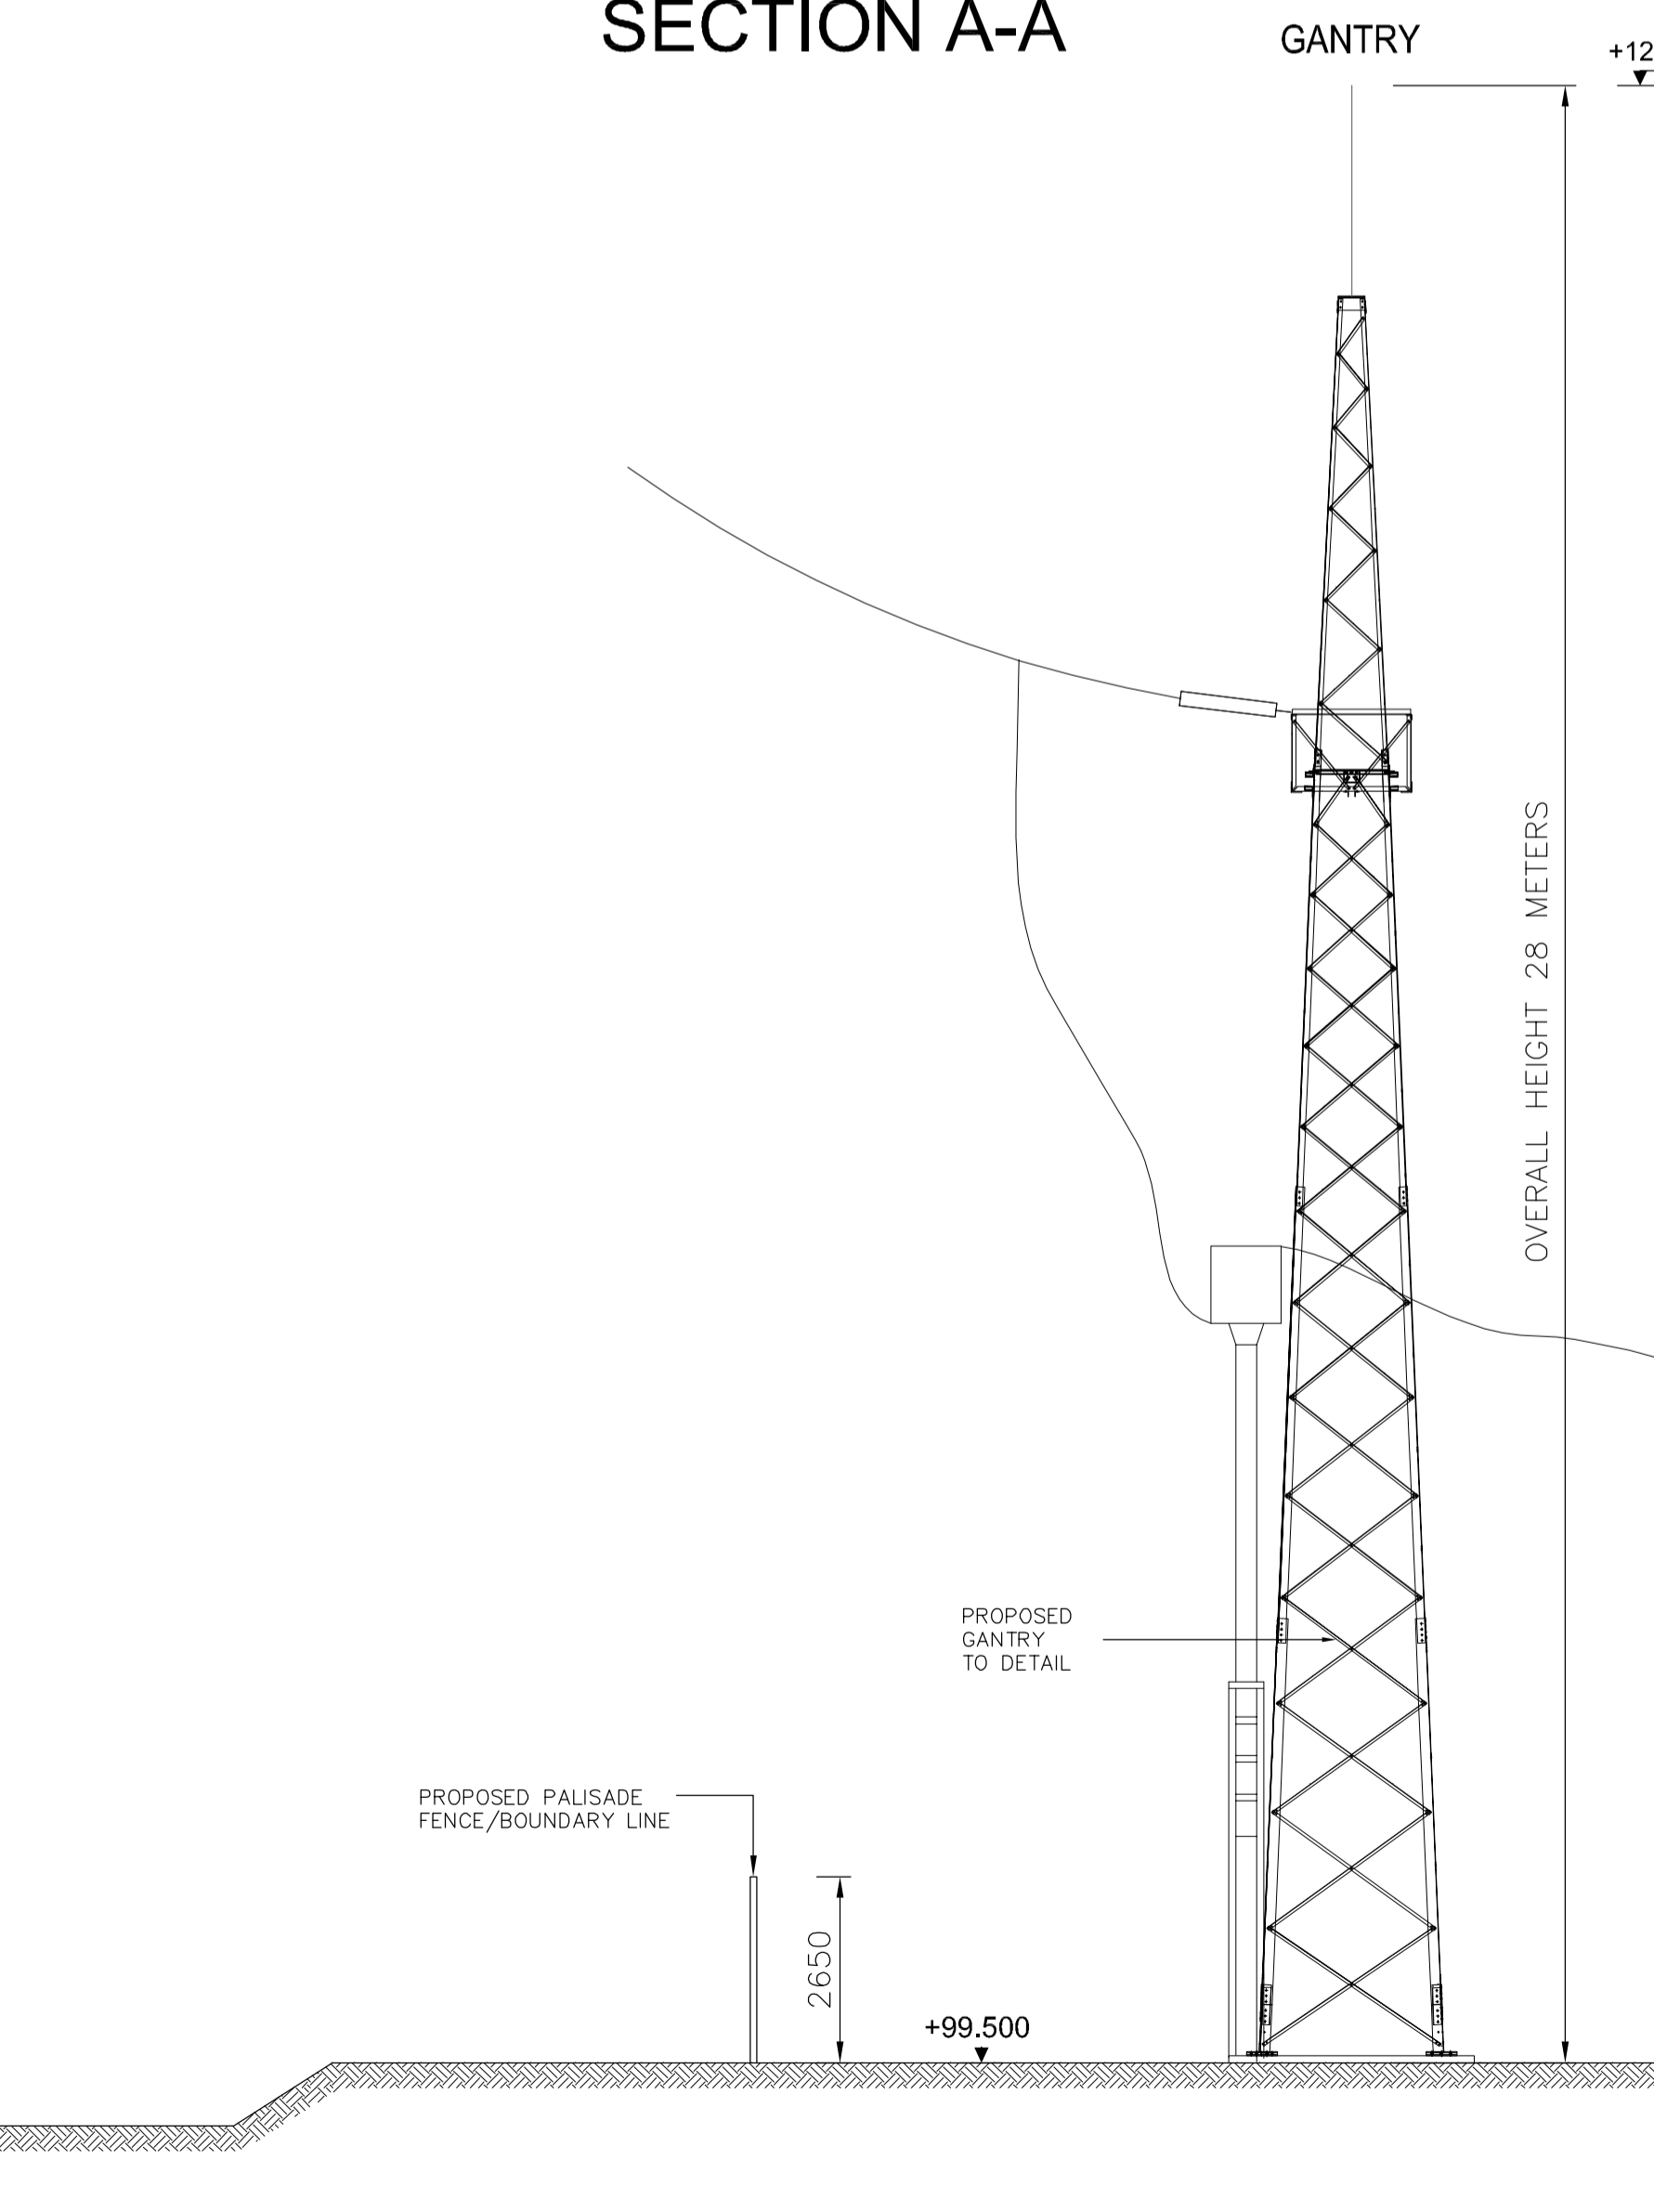 SECTION A-A
GANTRY
+12
OVERALL HEIGHT 28 METERS
PROPOSED
GANTRY
TO DETAIL
PROPOSED PALISADE
FENCE/BOUNDARY LINE
2650
+99.500